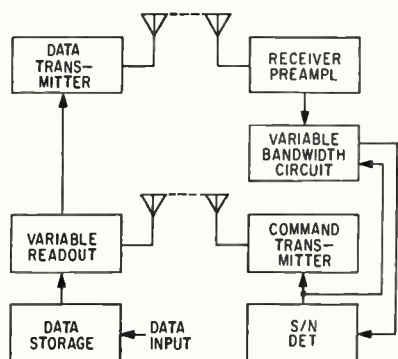 DATA
TRANS-
MITTER
RECEIVER
PREAMPL
VARIABLE
BANDWIDTH
CIRCUIT
VARIABLE
READOUT
COMMAND
TRANS-
MITTER
DATA
STORAGE
DATA
INPUT
S/N
DET